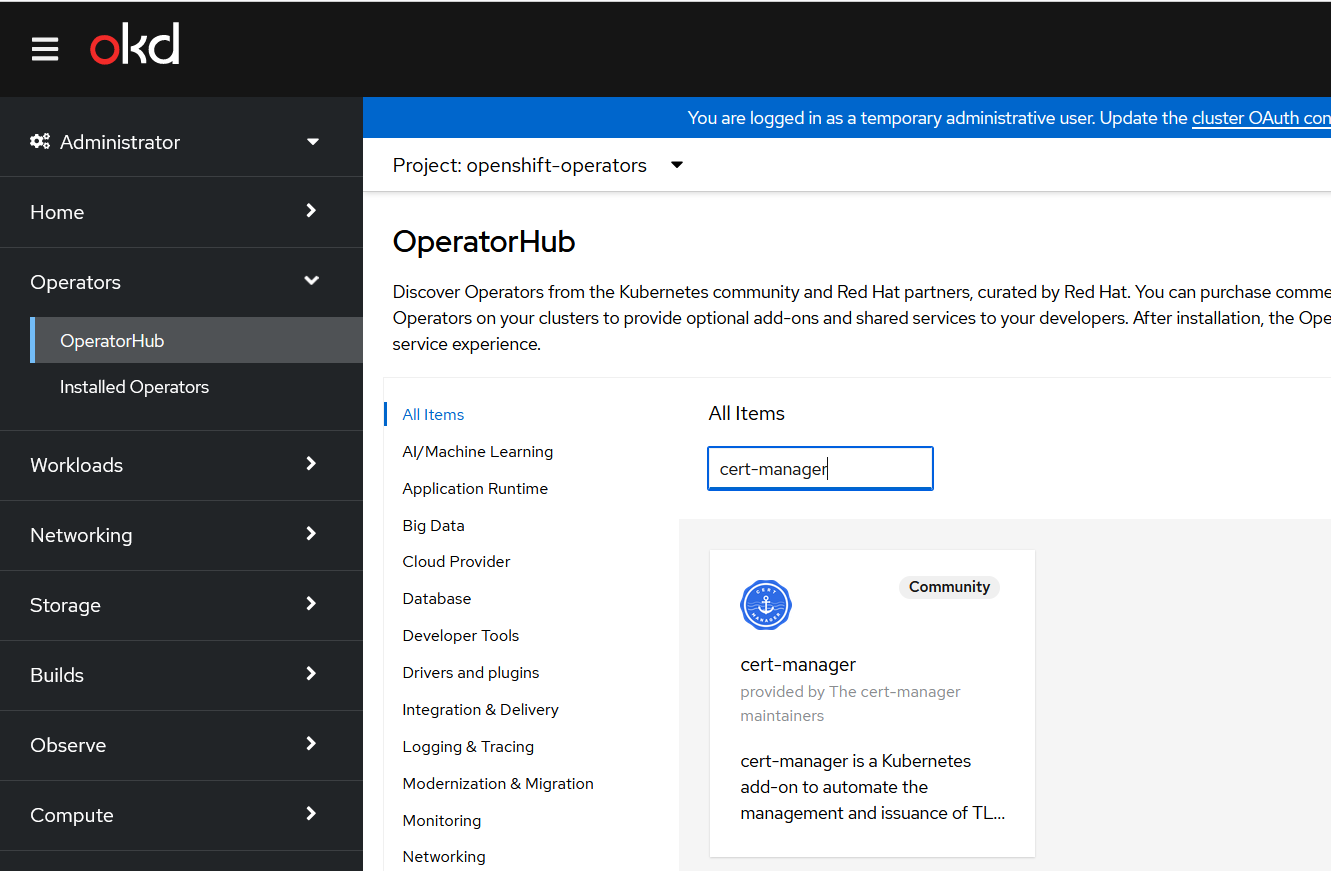 okd
You are logged in as a temporary administrative user. Update the cluster OAuth con
Administrator
Home
Operators
OperatorHub
Installed Operators
Workloads
Networking
Storage
Builds
Observe
Compute
Project: openshift-operators
OperatorHub
Discover Operators from the Kubernetes community and Red Hat partners, curated by Red Hat. You can purchase comme
Operators on your clusters to provide optional add-ons and shared services to your developers. After installation, the Ope
service experience.
All Items
AI/Machine Learning
Application Runtime
Big Data
Cloud Provider
Database
Developer Tools
Drivers and plugins
Integration & Delivery
Logging & Tracing
Modernization & Migration
Monitoring
Networking
All Items
cert-manager
CERT
MANAGER
Community
cert-manager
provided by The cert-manager
maintainers
cert-manager is a Kubernetes
add-on to automate the
management and issuance of TL...